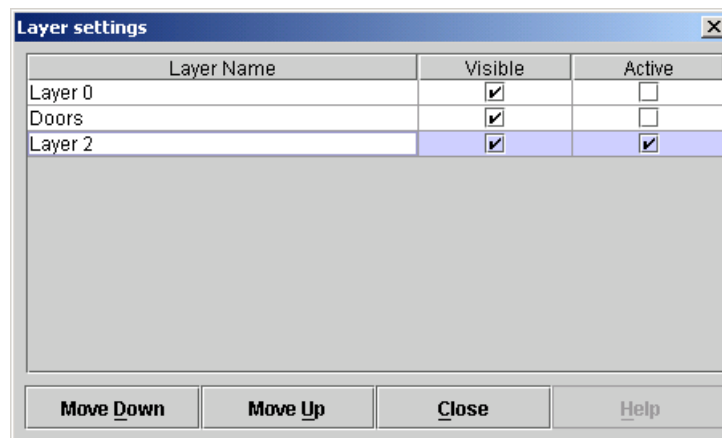 Layer settings
Layer Name Visible Active
Layer 0
Doors
Layer 2
Move Down Move Up Close Help